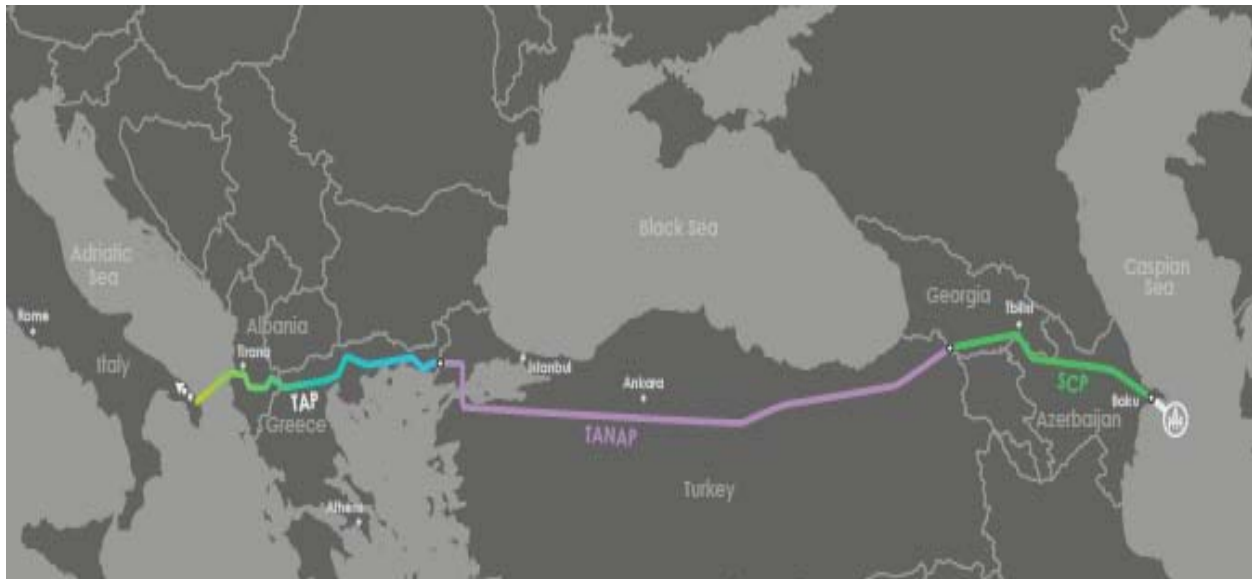 Black Sea
Adriatic
Sea
Caspian
Sea
Georgia
Tbilisi
Rome
Albania
Tirana
Italy
Istanbul
Ankara
TAP
Greece
SCP
Baku
Azerbaijan
TANAP
Turkey
Athens